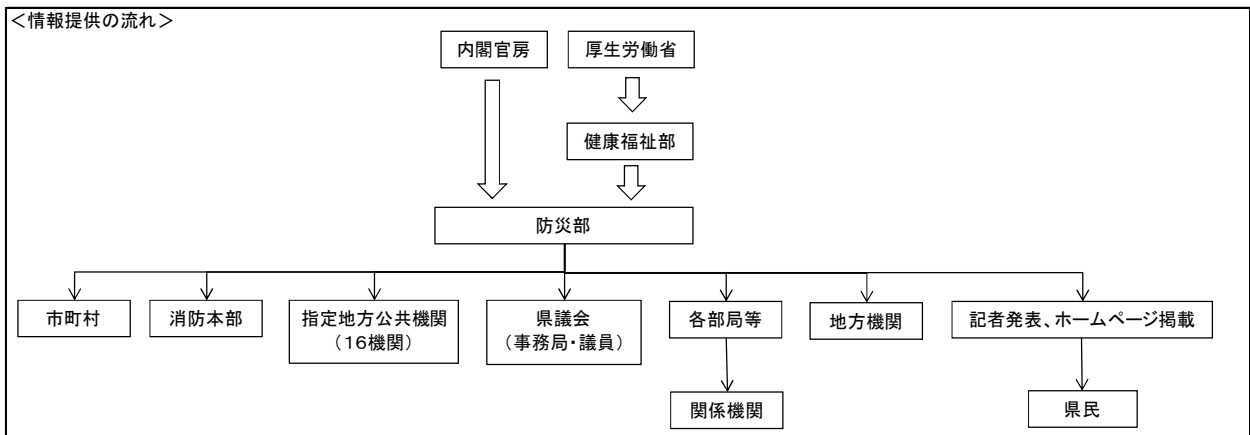 ＜情報提供の流れ＞
内閣官房
厚生労働省
健康福祉部
防災部
市町村
消防本部
指定地方公共機関
（１６機関）
県議会
（事務局・議員）
各部局等
地方機関
記者発表、ホームページ掲載
関係機関
県民